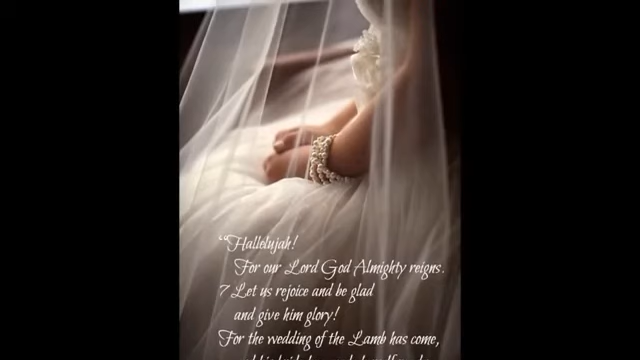 “Hallelujah!
For our Lord God Almighty reigns.
7 Let us rejoice and be glad
and give him glory!
For the wedding of the Lamb has come,